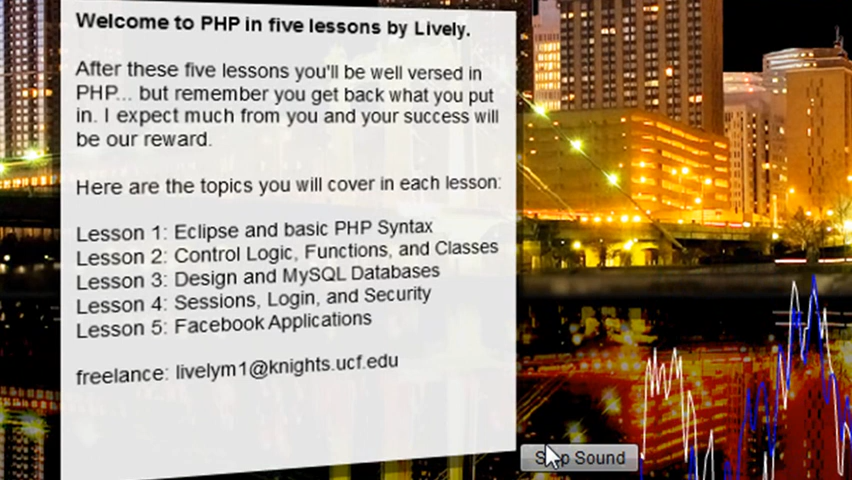 Welcome to PHP in five lessons by Lively.
After these five lessons you'll be well versed in
PHP... but remember you get back what you put
in. I expect much from you and your success will
be our reward.
Here are the topics you will cover in each lesson:
Lesson 1: Eclipse and basic PHP Syntax
Lesson 2: Control Logic, Functions, and Classes
Lesson 3: Design and MySQL Databases
Lesson 4: Sessions, Login, and Security
Lesson 5: Facebook Applications
freelance: livelym1@knights.ucf.edu
Stop Sound